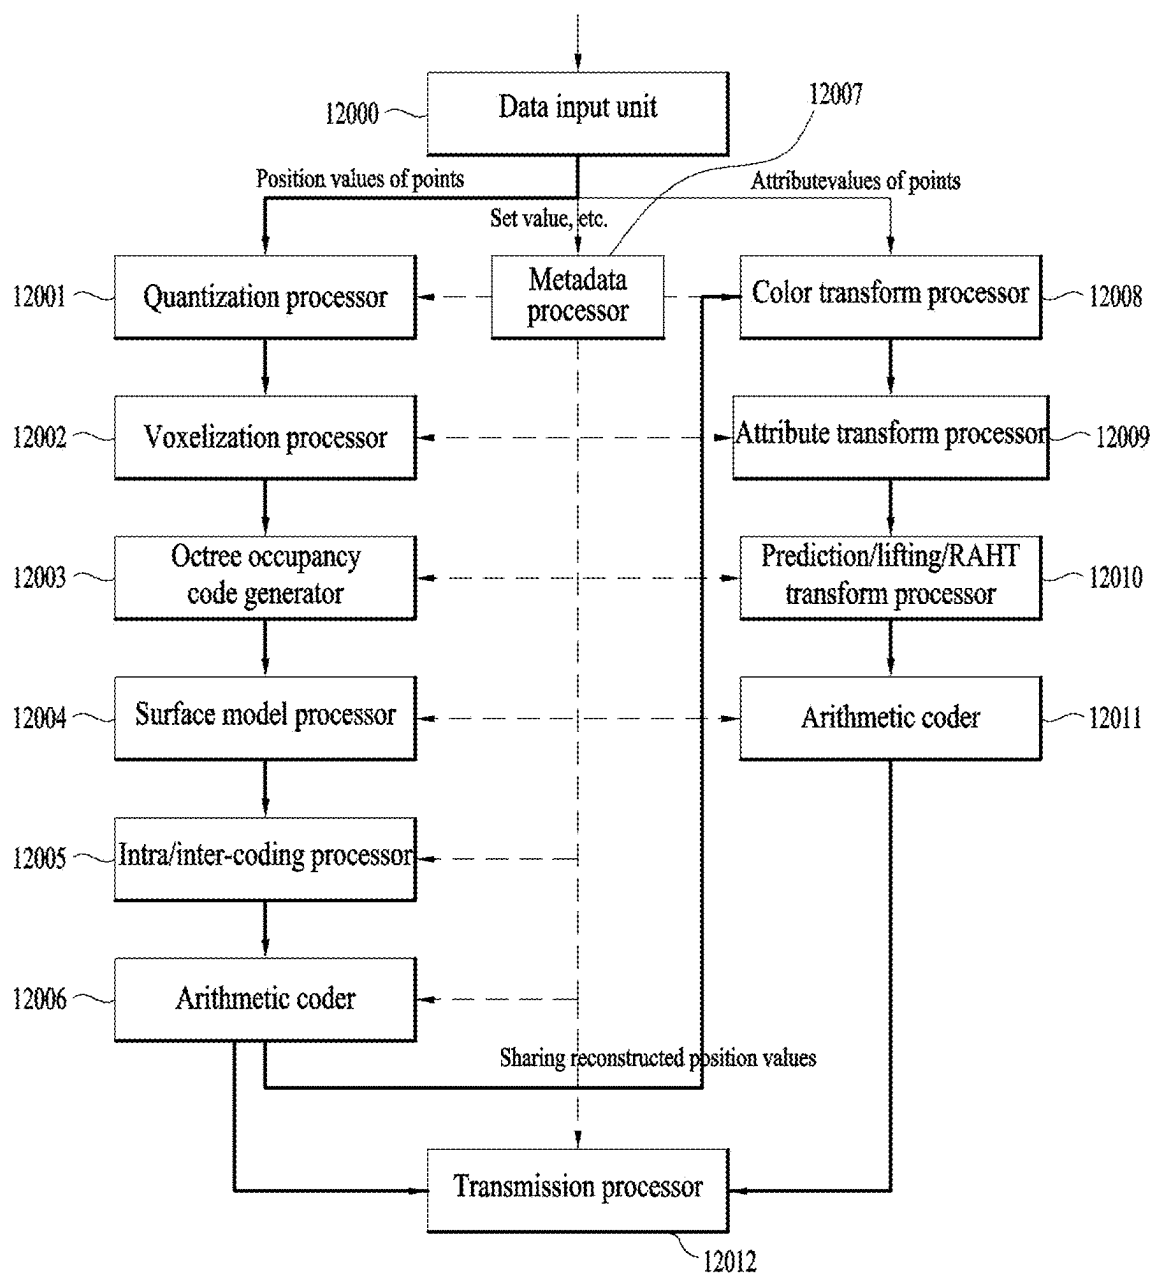 12000
Data input unit
12007
Position values of points
Attributevalues of points
Set value, etc.
12001
Quantization processor
Metadata
processor
Color transform processor
12008
12002
Voxelization processor
Attribute transform processor
12009
12003
Octree occupancy
code generator
Prediction/lifting/RAHT
transform processor
12010
12004
Surface model processor
Arithmetic coder
12011
12005
Intra/inter-coding processor
12006
Arithmetic coder
Sharing reconstructed position values
Transmission processor
12012